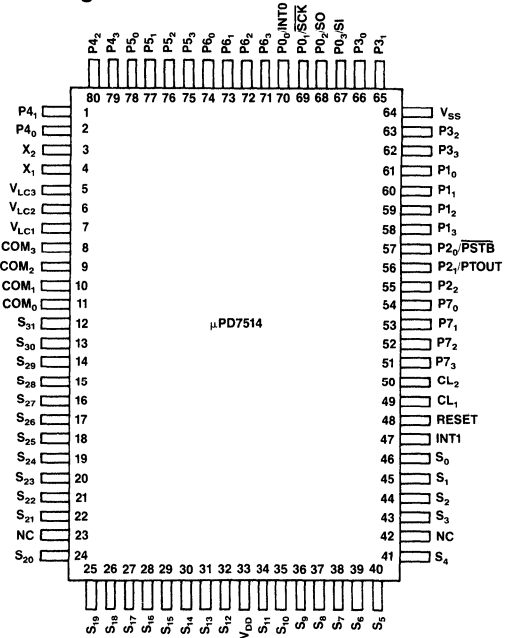 P4₂ P4₃ P5₀ P5₁ P5₂ P5₃ P6₀ P6₁ P6₂ P6₃ P0₀/INT0 P0₁/S̅C̅K̅ P0₂/SO P0₃/SI P3₀ P3₁
80 79 78 77 76 75 74 73 72 71 70 69 68 67 66 65
P4₁ 1 64 V_SS
P4₀ 2 63 P3₂
X₂ 3 62 P3₃
X₁ 4 61 P1₀
V_LC3 5 60 P1₁
V_LC2 6 59 P1₂
V_LC1 7 58 P1₃
COM₃ 8 57 P2₀/P̅S̅T̅B̅
COM₂ 9 56 P2₁/PTOUT
COM₁ 10 55 P2₂
COM₀ 11 54 P7₀
S₃₁ 12 μPD7514 53 P7₁
S₃₀ 13 52 P7₂
S₂₉ 14 51 P7₃
S₂₈ 15 50 CL₂
S₂₇ 16 49 CL₁
S₂₆ 17 48 RESET
S₂₅ 18 47 INT1
S₂₄ 19 46 S₀
S₂₃ 20 45 S₁
S₂₂ 21 44 S₂
S₂₁ 22 43 S₃
NC 23 42 NC
S₂₀ 24 41 S₄
25 26 27 28 29 30 31 32 33 34 35 36 37 38 39 40
S₁₉ S₁₈ S₁₇ S₁₆ S₁₅ S₁₄ S₁₃ S₁₂ V_DD S₁₁ S₁₀ S₉ S₈ S₇ S₆ S₅